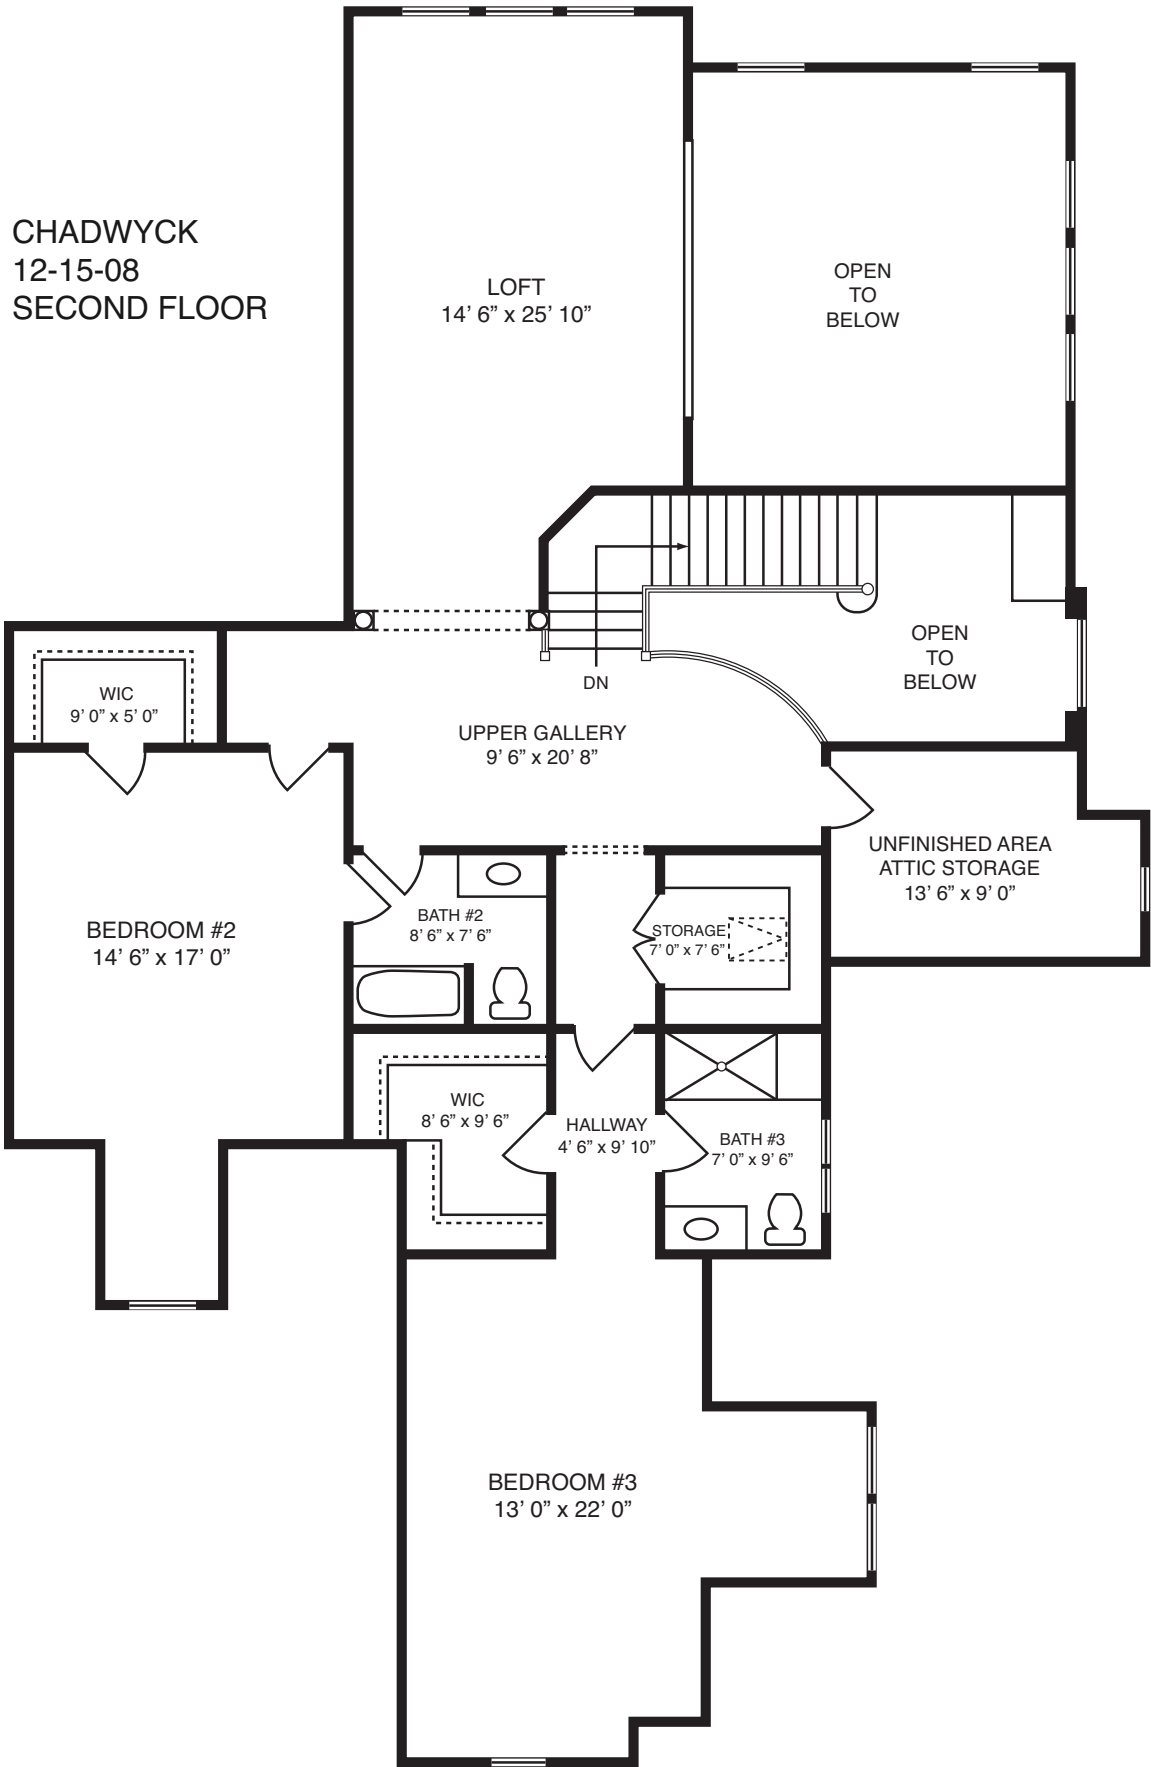 CHADWYCK
12-15-08
SECOND FLOOR
LOFT
14’ 6” x 25’ 10”
OPEN
TO
BELOW
OPEN
TO
BELOW
DN
WIC
9’ 0” x 5’ 0”
UPPER GALLERY
9’ 6” x 20’ 8”
UNFINISHED AREA
ATTIC STORAGE
13’ 6” x 9’ 0”
BEDROOM #2
14’ 6” x 17’ 0”
BATH #2
8’ 6” x 7’ 6”
STORAGE
7’ 0” x 7’ 6”
WIC
8’ 6” x 9’ 6”
HALLWAY
4’ 6” x 9’ 10”
BATH #3
7’ 0” x 9’ 6”
BEDROOM #3
13’ 0” x 22’ 0”